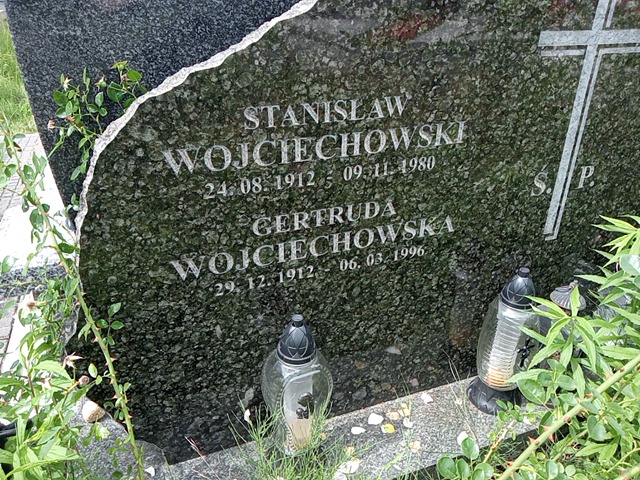 STANISŁAW
WOJCIECHOWSKI
24. 08. 1912 - 09. 11. 1980
GERTRUDA
WOJCIECHOWSKA
29. 12. 1912 - 06. 03. 1996
Ś. P.